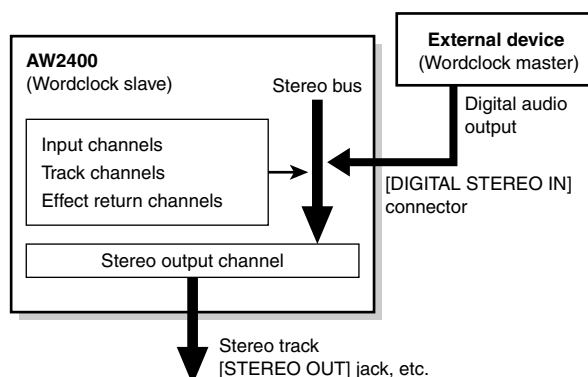 AW2400
(Wordclock slave)
Stereo bus
External device
(Wordclock master)
Digital audio
output
Input channels
Track channels
Effect return channels
[DIGITAL STEREO IN]
connector
Stereo output channel
Stereo track
[STEREO OUT] jack, etc.